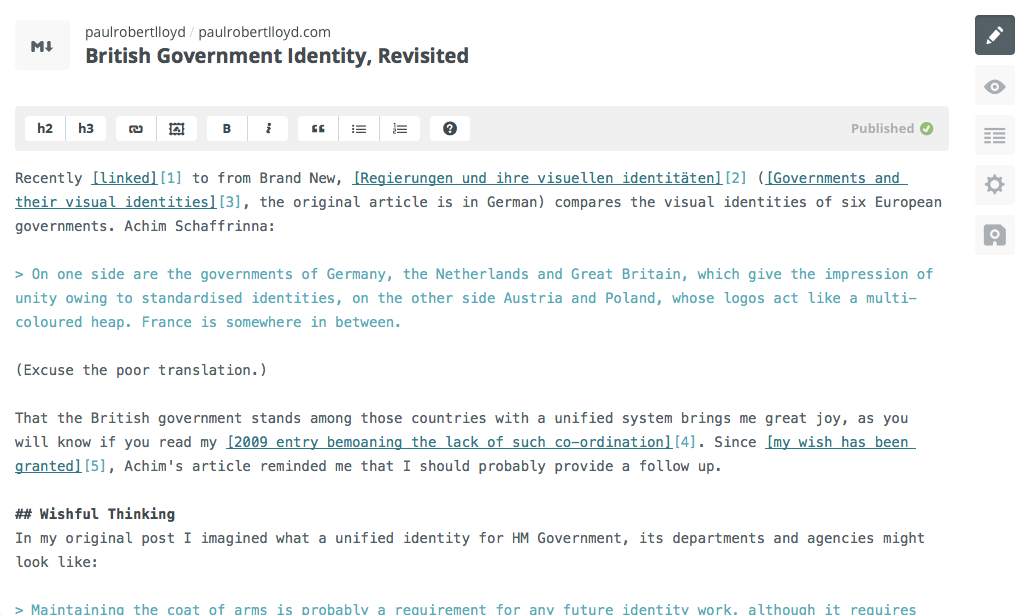 M↓
paulrobertlloyd / paulrobertlloyd.com
British Government Identity, Revisited
h2 h3 B i “ ? Published
Recently [linked][1] to from Brand New, [Regierungen und ihre visuellen identitäten][2] ([Governments and
their visual identities][3], the original article is in German) compares the visual identities of six European
governments. Achim Schaffrinna:
> On one side are the governments of Germany, the Netherlands and Great Britain, which give the impression of
unity owing to standardised identities, on the other side Austria and Poland, whose logos act like a multi-
coloured heap. France is somewhere in between.
(Excuse the poor translation.)
That the British government stands among those countries with a unified system brings me great joy, as you
will know if you read my [2009 entry bemoaning the lack of such co-ordination][4]. Since [my wish has been
granted][5], Achim's article reminded me that I should probably provide a follow up.
## Wishful Thinking
In my original post I imagined what a unified identity for HM Government, its departments and agencies might
look like:
> Maintaining the coat of arms is probably a requirement for any future identity work, although it requires